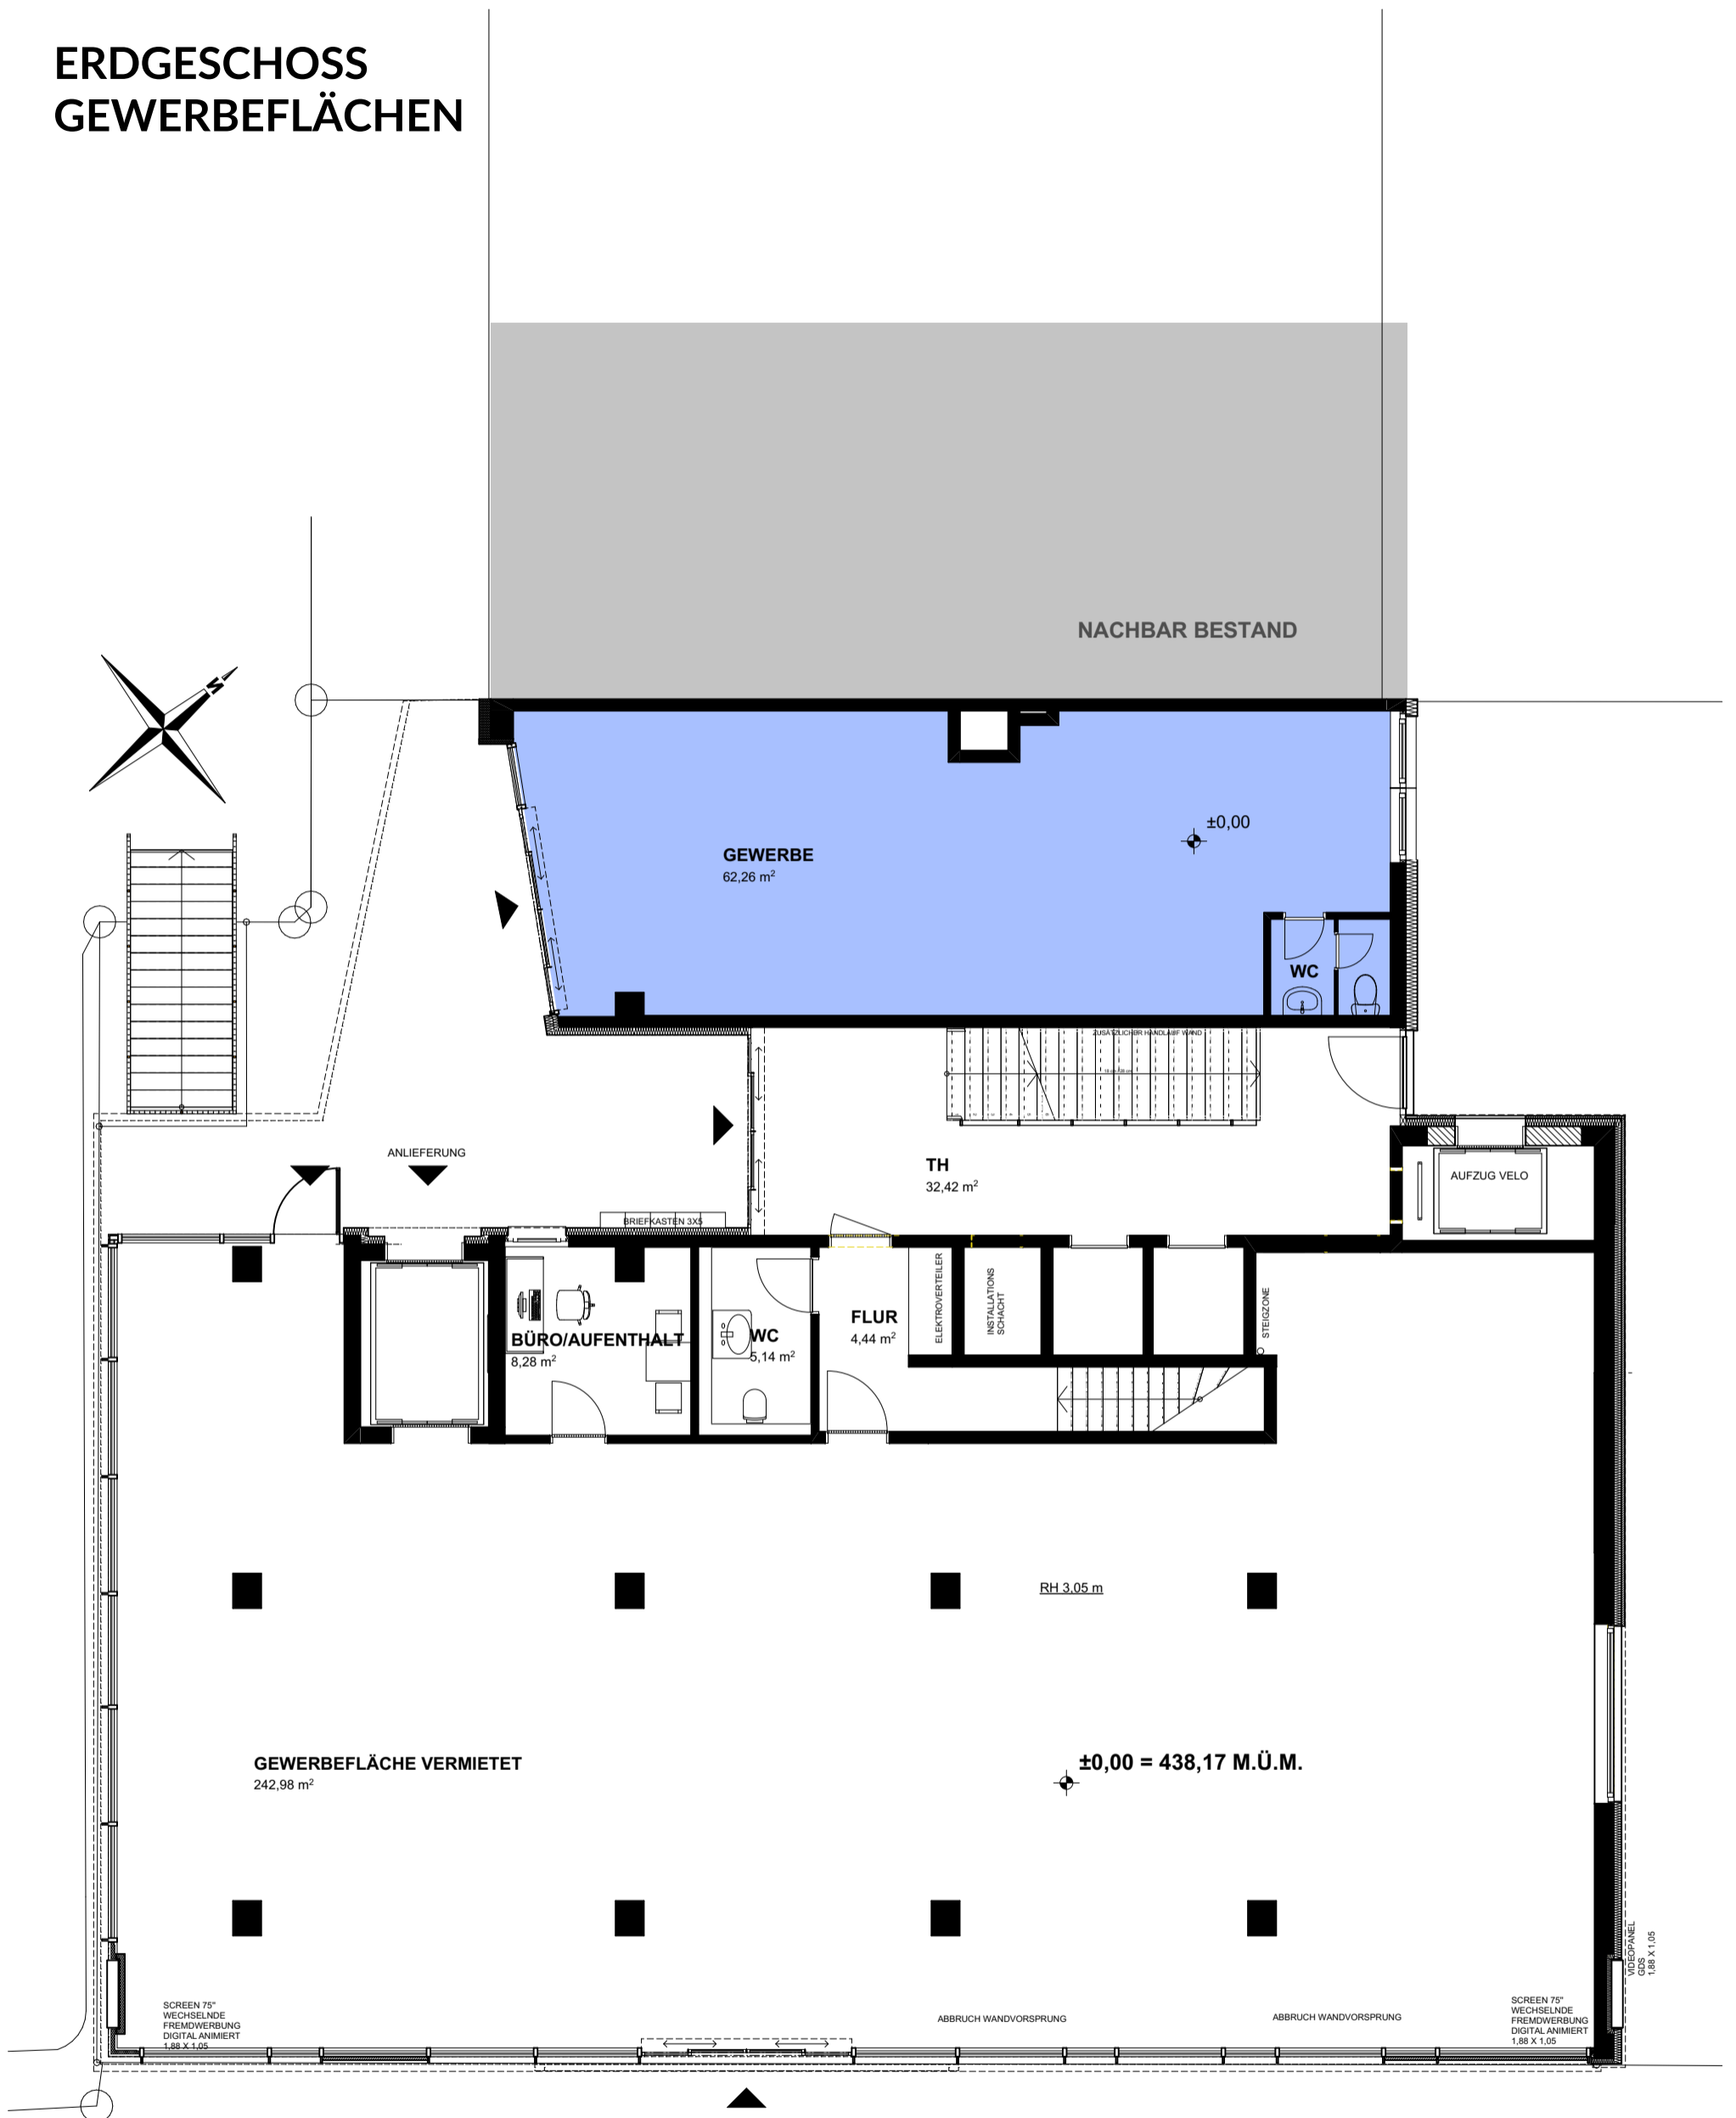 ERDGESCHOSS
GEWERBEFLÄCHEN
NACHBAR BESTAND
N
±0,00
GEWERBE
62,26 m²
WC
ZUSÄTZLICHER HANDLAUF WAND
ANLIEFERUNG
TH
32,42 m²
AUFZUG VELO
BRIEFKASTEN 3X5
ELEKTROVERTEILER
INSTALLATIONS
SCHACHT
STEIGZONE
BÜRO/AUFENTHALT
8,28 m²
WC
5,14 m²
FLUR
4,44 m²
RH 3,05 m
GEWERBEFLÄCHE VERMIETET
242,98 m²
±0,00 = 438,17 M.Ü.M.
VIDEOPANEL
GDS
1,88 X 1,05
SCREEN 75"
WECHSELNDE
FREMDWERBUNG
DIGITAL ANIMIERT
1,88 X 1,05
ABBRUCH WANDVORSPRUNG
ABBRUCH WANDVORSPRUNG
SCREEN 75"
WECHSELNDE
FREMDWERBUNG
DIGITAL ANIMIERT
1,88 X 1,05